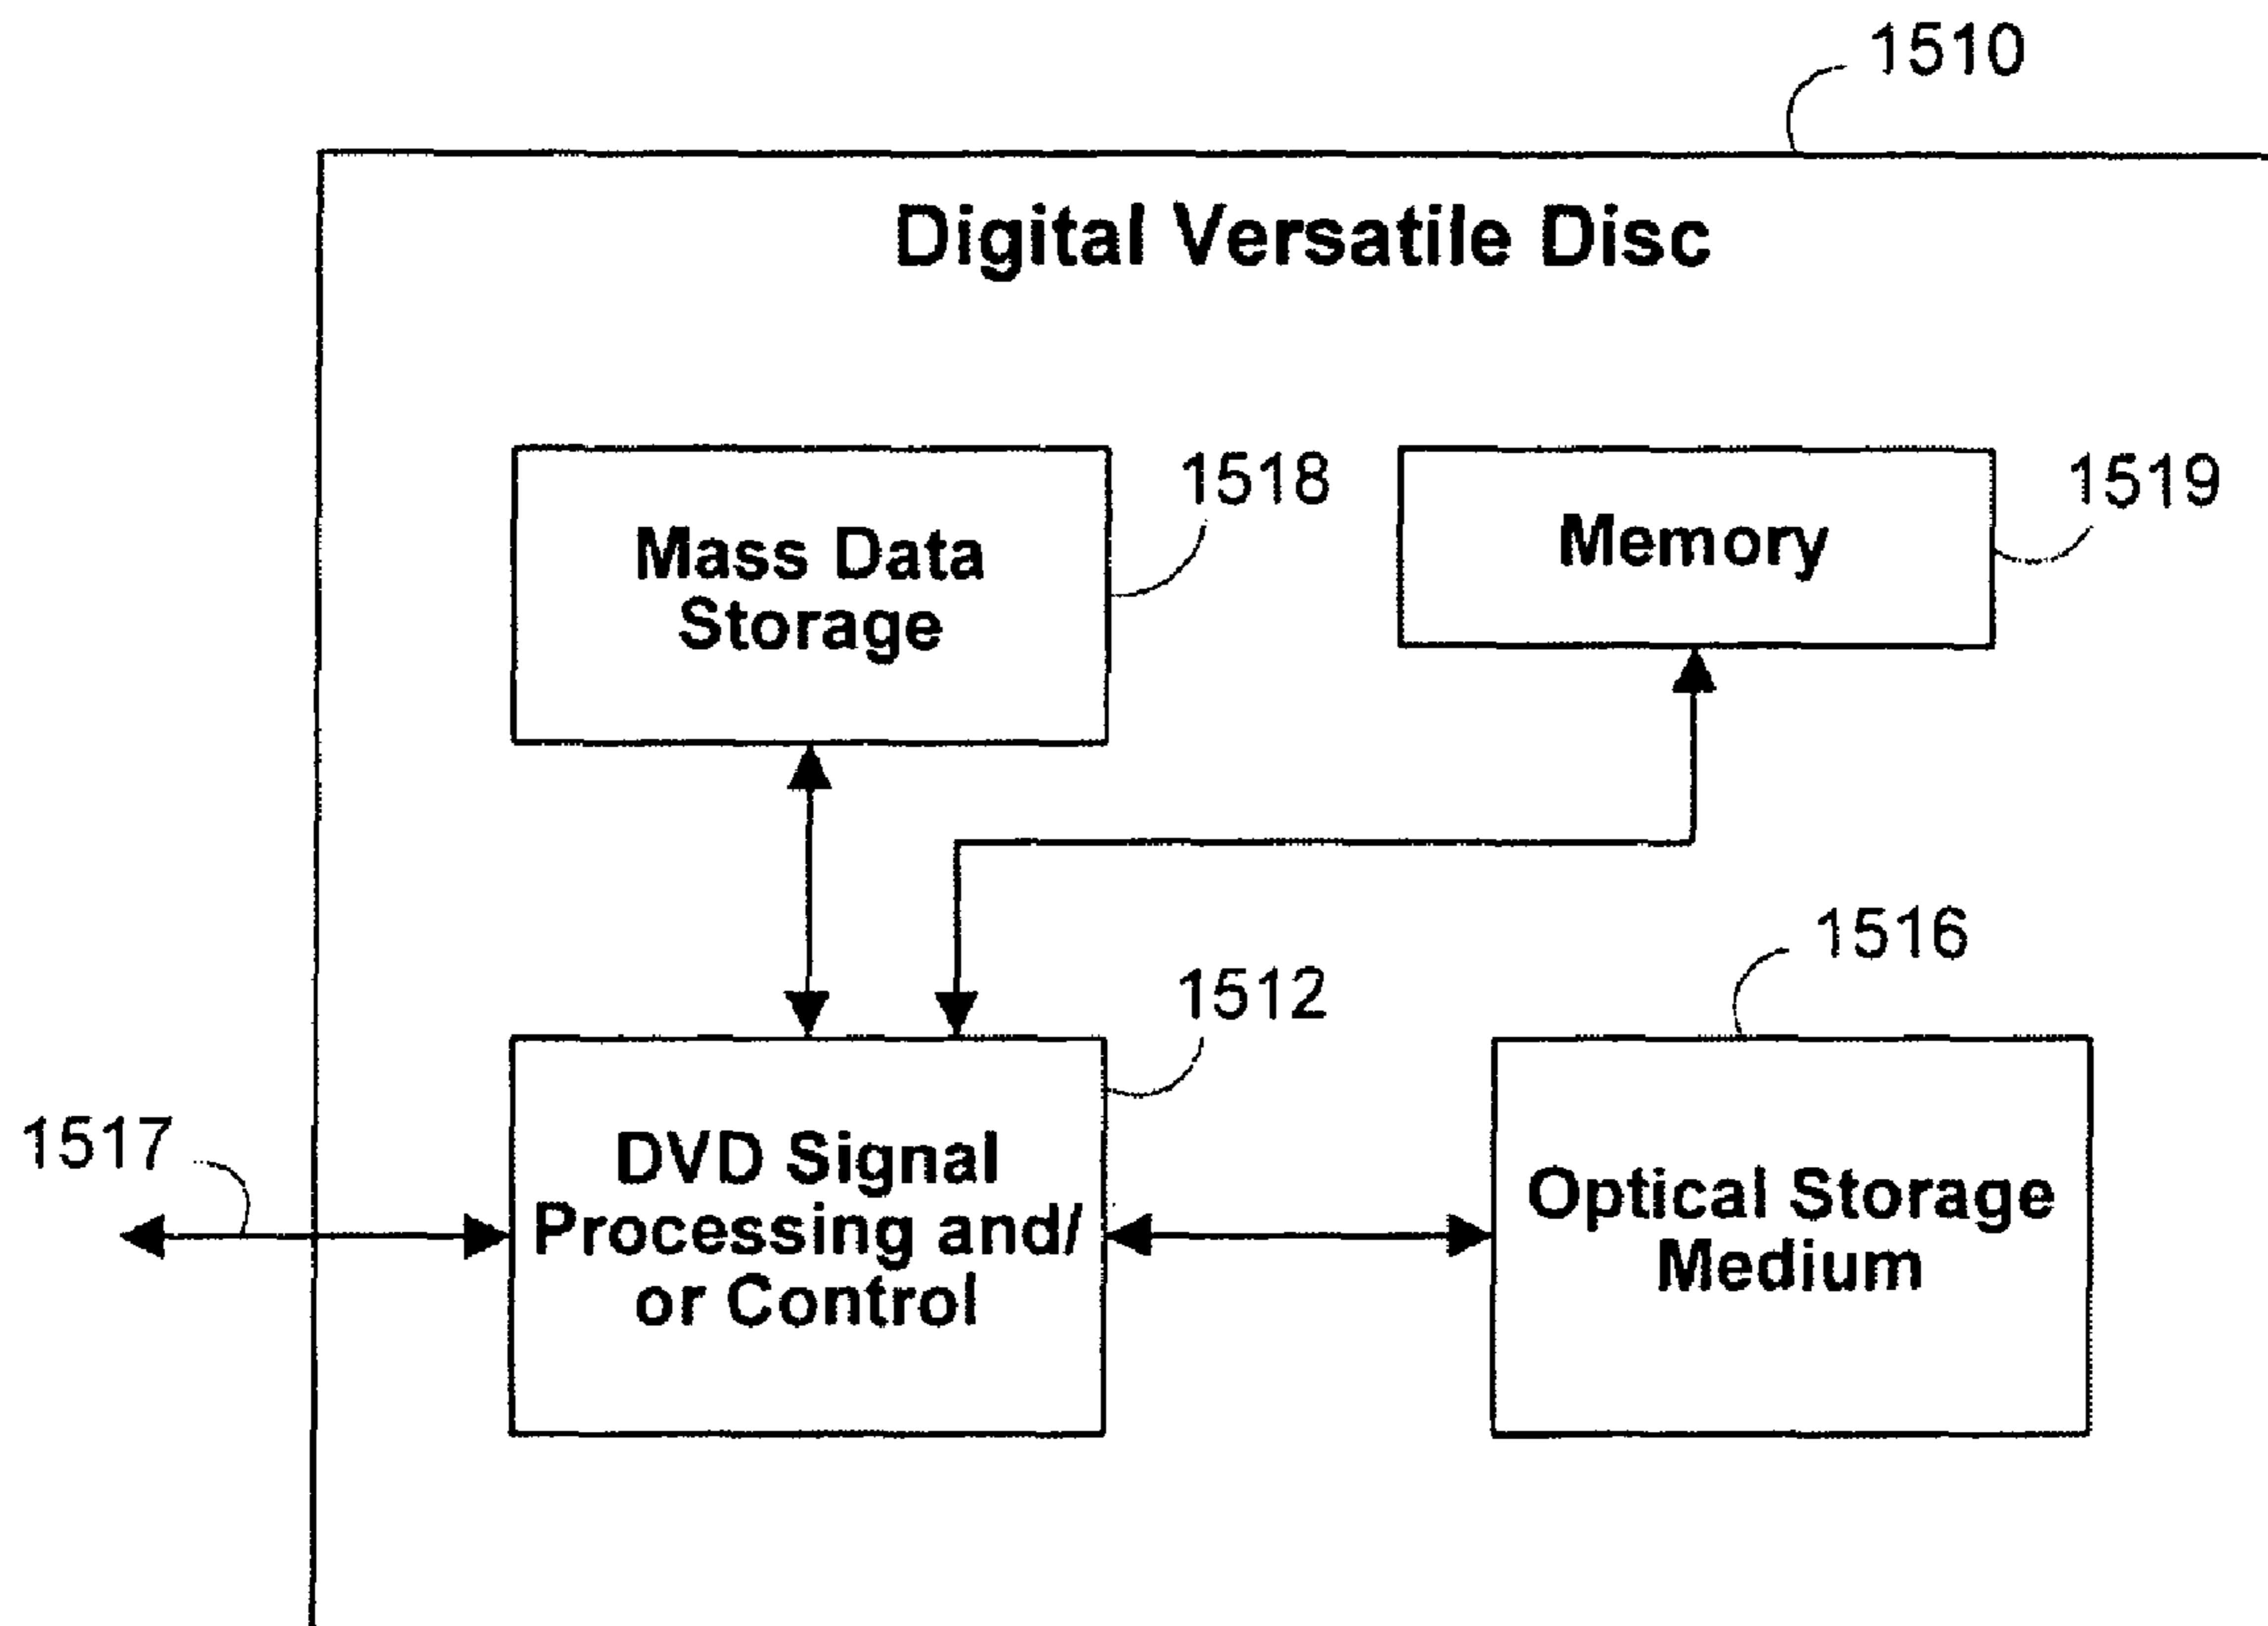 1510
Digital Versatile Disc
1518
1519
Mass Data
Storage
Memory
1516
1512
1517
DVD Signal
Processing and/
or Control
Optical Storage
Medium